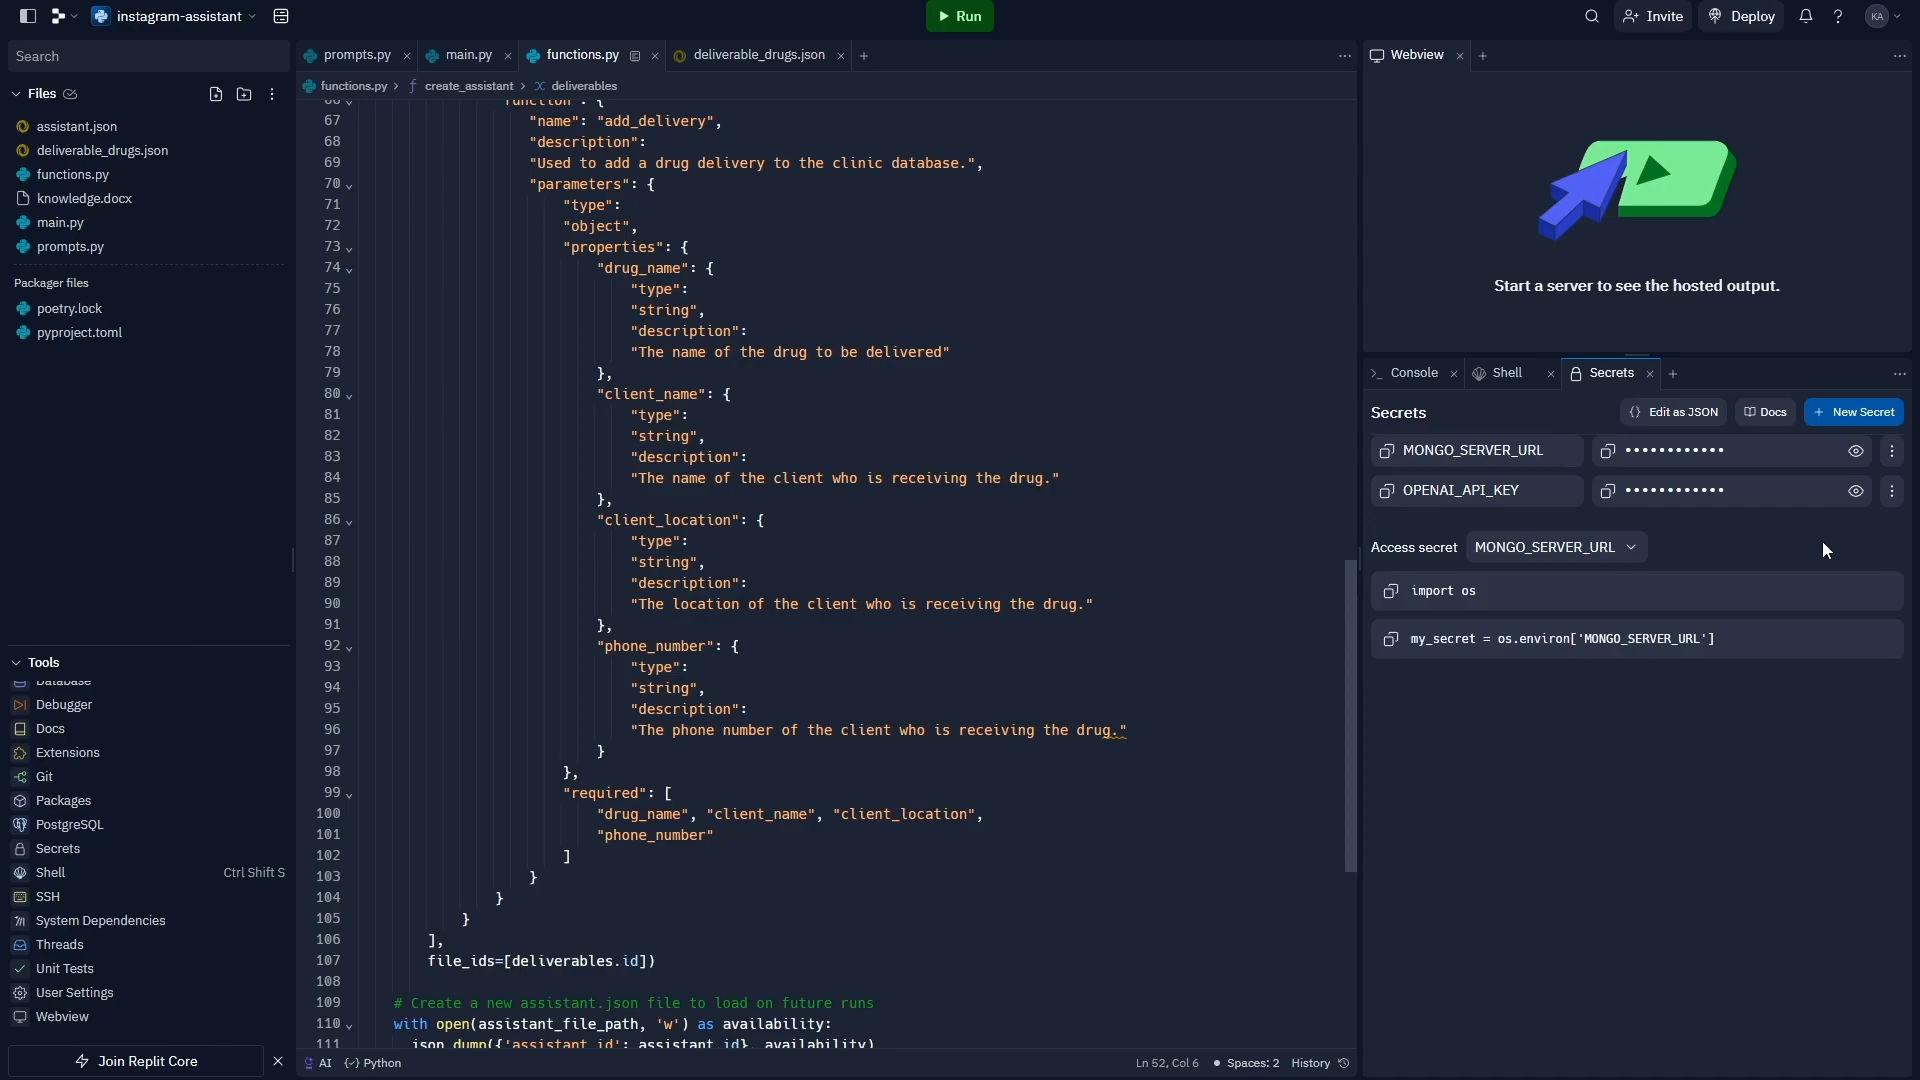 instagram-assistant
Run
Invite
Deploy
KA
Search
Files
assistant.json
deliverable_drugs.json
functions.py
knowledge.docx
main.py
prompts.py
Packager files
poetry.lock
pyproject.toml
Tools
Database
Debugger
Docs
Extensions
Git
Packages
PostgreSQL
Secrets
Shell Ctrl Shift S
SSH
System Dependencies
Threads
Unit Tests
User Settings
Webview
Join Replit Core
prompts.py
main.py
functions.py
deliverable_drugs.json
functions.py > create_assistant > deliverables
66 "function": {
67 "name": "add_delivery",
68 "description":
69 "Used to add a drug delivery to the clinic database.",
70 "parameters": {
71 "type":
72 "object",
73 "properties": {
74 "drug_name": {
75 "type":
76 "string",
77 "description":
78 "The name of the drug to be delivered"
79 },
80 "client_name": {
81 "type":
82 "string",
83 "description":
84 "The name of the client who is receiving the drug."
85 },
86 "client_location": {
87 "type":
88 "string",
89 "description":
90 "The location of the client who is receiving the drug."
91 },
92 "phone_number": {
93 "type":
94 "string",
95 "description":
96 "The phone number of the client who is receiving the drug."
97 }
98 },
99 "required": [
100 "drug_name", "client_name", "client_location",
101 "phone_number"
102 ]
103 }
104 }
105 }
106 ],
107 file_ids=[deliverables.id])
108
109 # Create a new assistant.json file to load on future runs
110 with open(assistant_file_path, 'w') as availability:
111 json.dump({'assistant_id': assistant.id}, availability)
AI
Python
Ln 52, Col 6
Spaces: 2
History
Webview
Start a server to see the hosted output.
Console
Shell
Secrets
Secrets
Edit as JSON
Docs
New Secret
MONGO_SERVER_URL ••••••••••••
OPENAI_API_KEY ••••••••••••
Access secret MONGO_SERVER_URL
import os
my_secret = os.environ['MONGO_SERVER_URL']